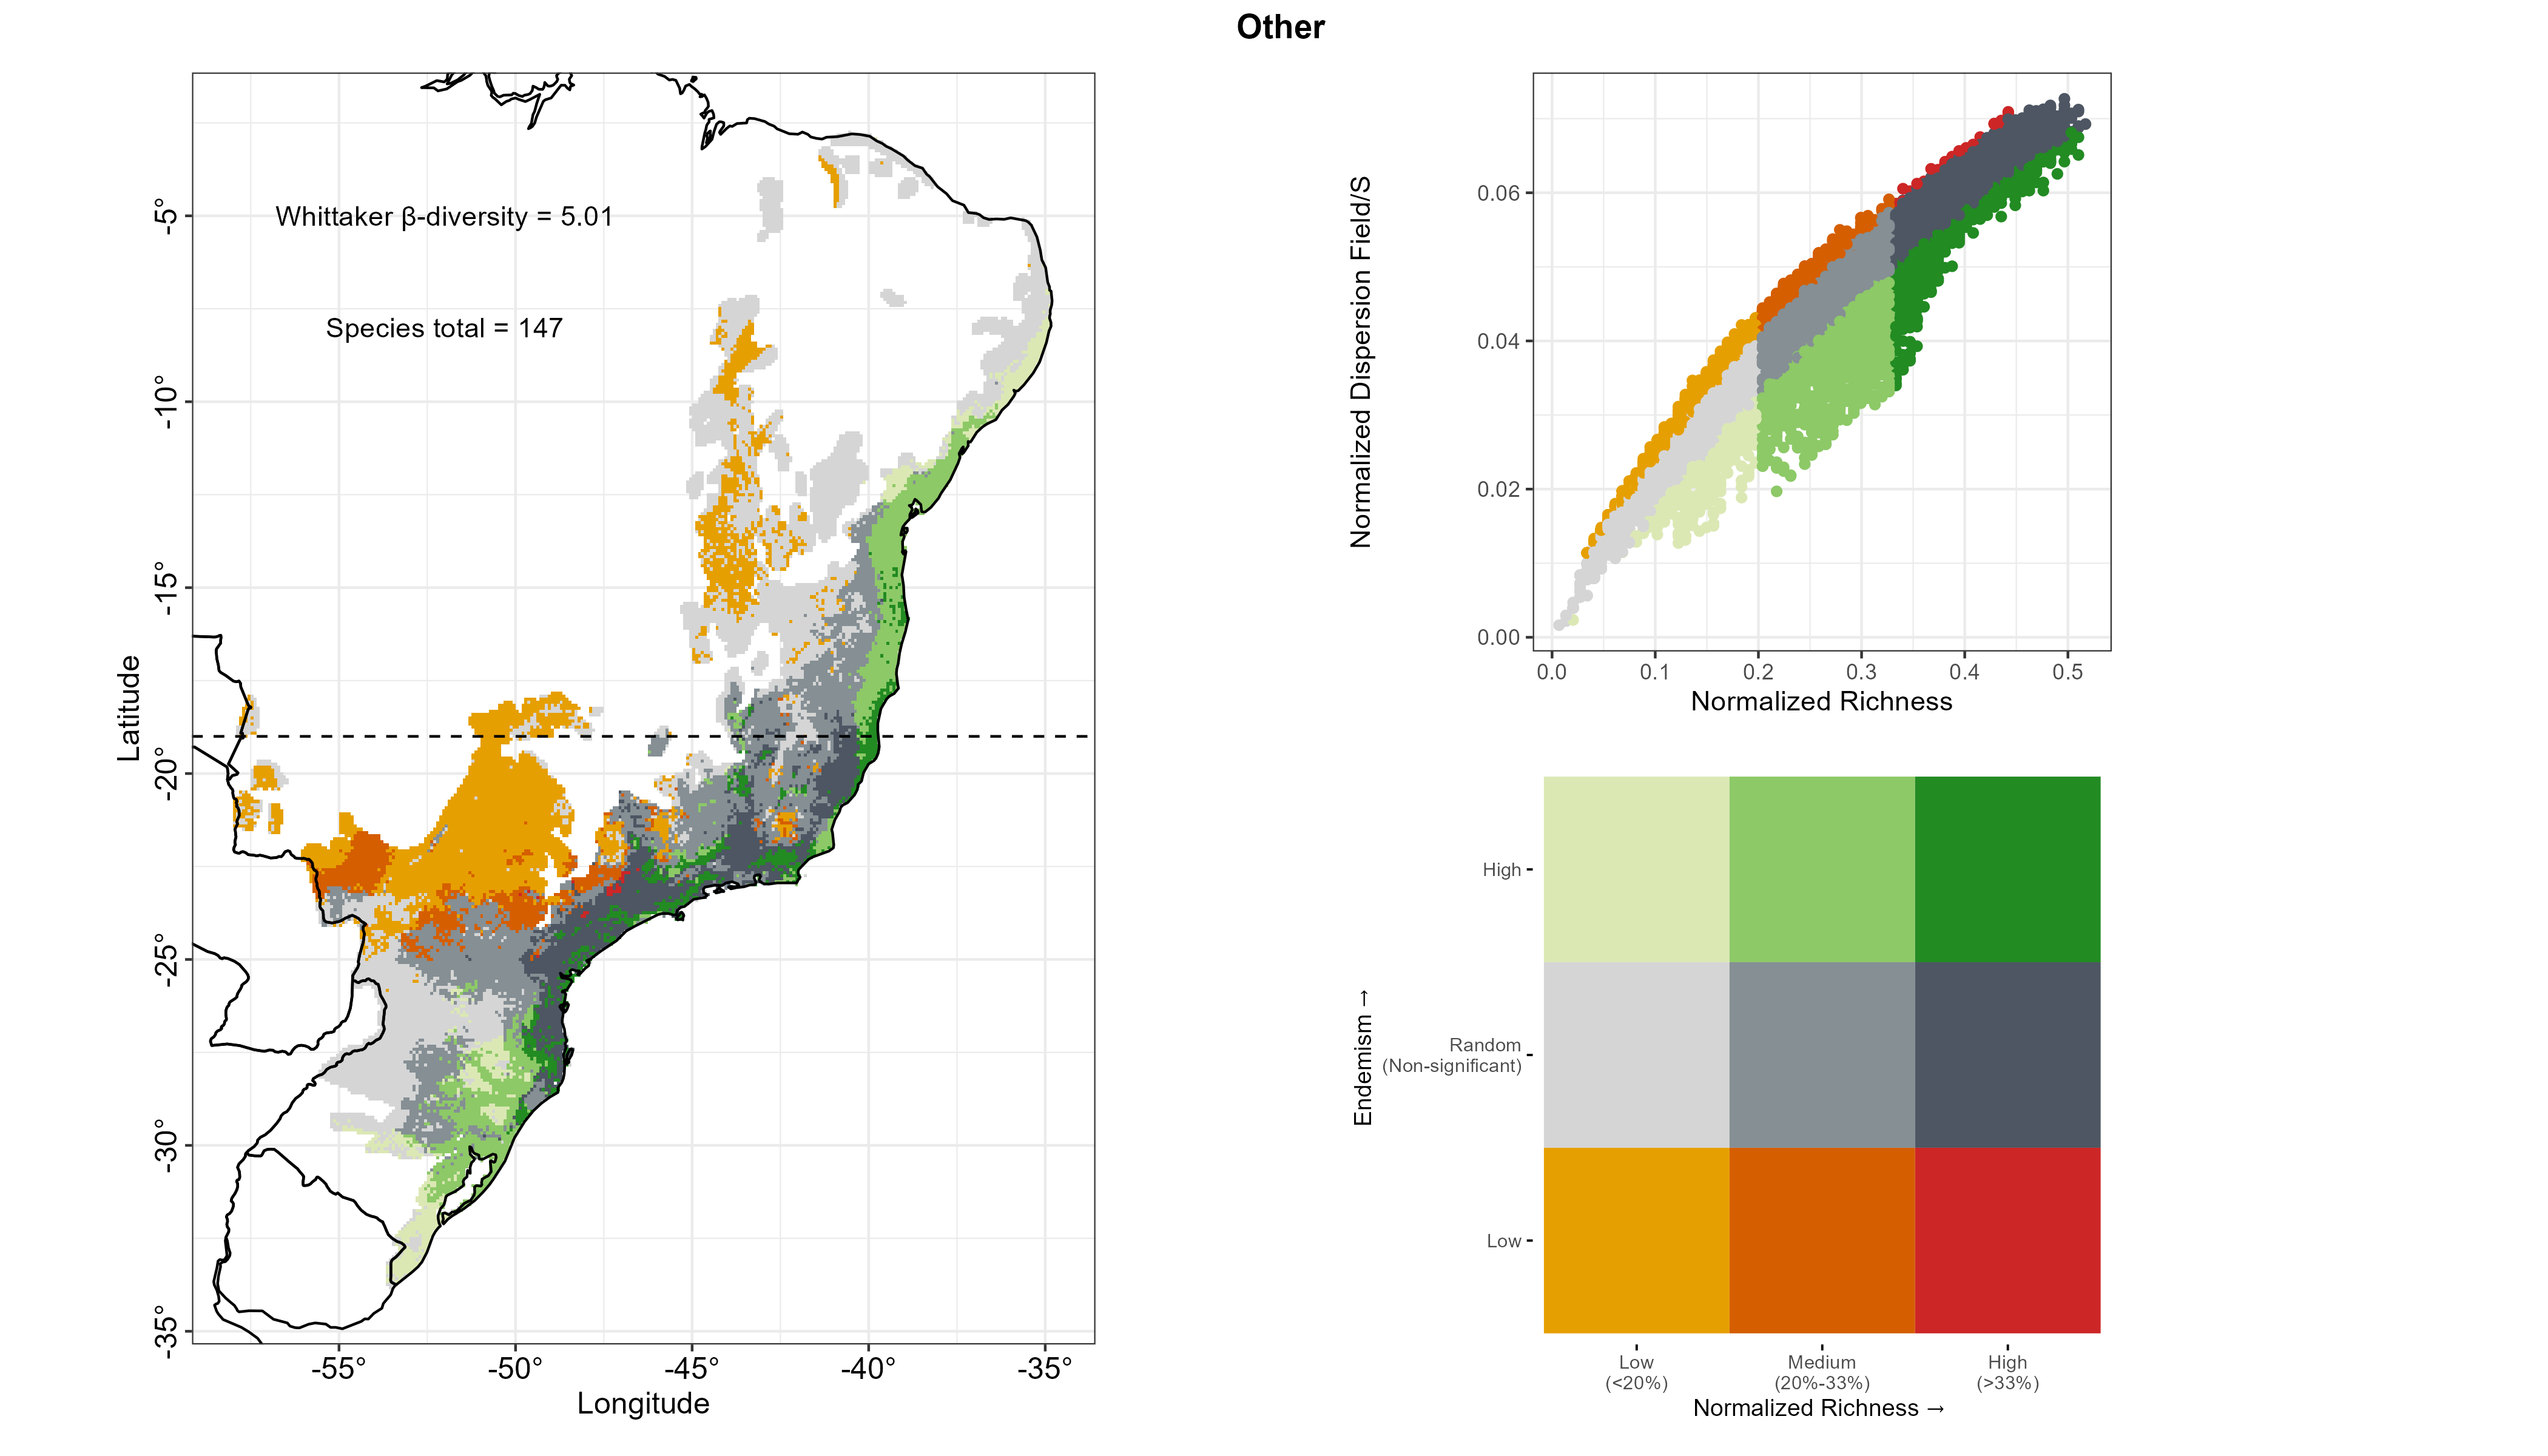 Other
Whittaker β-diversity = 5.01
Species total = 147
-5°
-10°
-15°
-20°
-25°
-30°
-35°
Latitude
-55°
-50°
-45°
-40°
-35°
Longitude
Normalized Dispersion Field/S
0.06
0.04
0.02
0.00
0.0
0.1
0.2
0.3
0.4
0.5
Normalized Richness
Endemism →
High
Random
(Non-significant)
Low
Low
(<20%)
Medium
(20%-33%)
High
(>33%)
Normalized Richness →